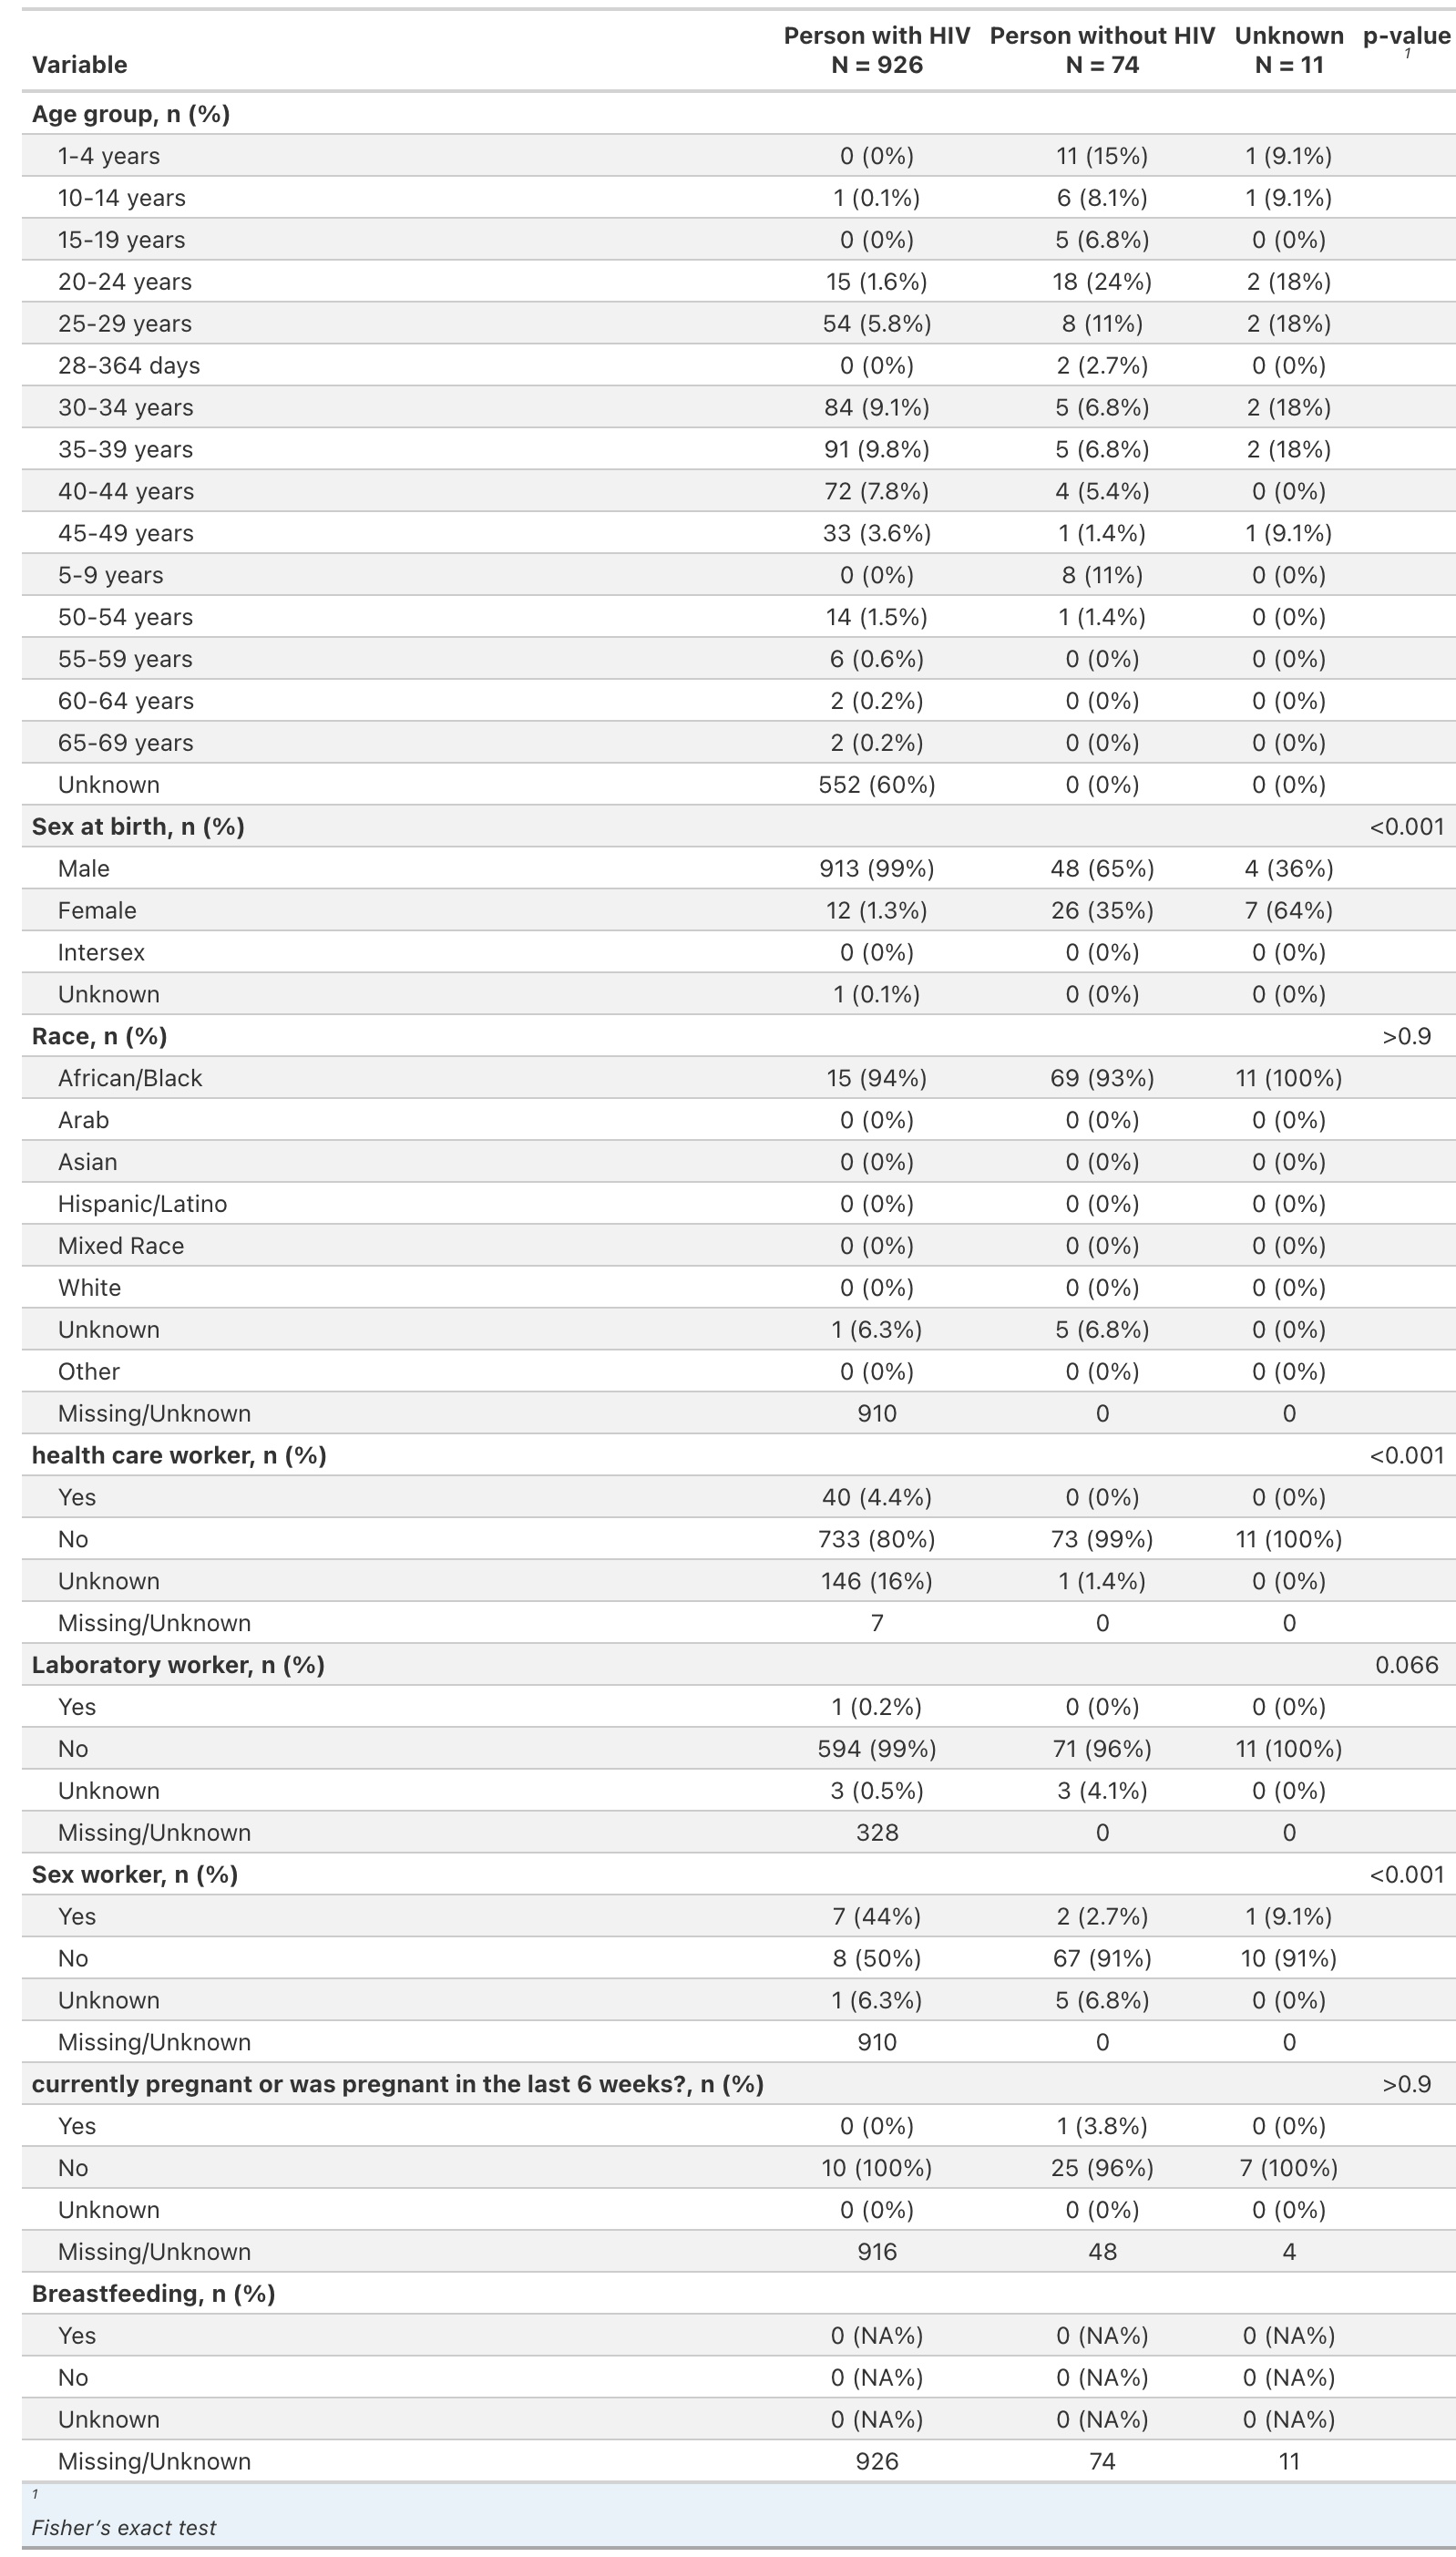 Variable Person with HIV N = 926 Person without HIV N = 74 Unknown N = 11 p-value 1
Age group, n (%)
1-4 years 0 (0%) 11 (15%) 1 (9.1%)
10-14 years 1 (0.1%) 6 (8.1%) 1 (9.1%)
15-19 years 0 (0%) 5 (6.8%) 0 (0%)
20-24 years 15 (1.6%) 18 (24%) 2 (18%)
25-29 years 54 (5.8%) 8 (11%) 2 (18%)
28-364 days 0 (0%) 2 (2.7%) 0 (0%)
30-34 years 84 (9.1%) 5 (6.8%) 2 (18%)
35-39 years 91 (9.8%) 5 (6.8%) 2 (18%)
40-44 years 72 (7.8%) 4 (5.4%) 0 (0%)
45-49 years 33 (3.6%) 1 (1.4%) 1 (9.1%)
5-9 years 0 (0%) 8 (11%) 0 (0%)
50-54 years 14 (1.5%) 1 (1.4%) 0 (0%)
55-59 years 6 (0.6%) 0 (0%) 0 (0%)
60-64 years 2 (0.2%) 0 (0%) 0 (0%)
65-69 years 2 (0.2%) 0 (0%) 0 (0%)
Unknown 552 (60%) 0 (0%) 0 (0%)
Sex at birth, n (%) <0.001
Male 913 (99%) 48 (65%) 4 (36%)
Female 12 (1.3%) 26 (35%) 7 (64%)
Intersex 0 (0%) 0 (0%) 0 (0%)
Unknown 1 (0.1%) 0 (0%) 0 (0%)
Race, n (%) >0.9
African/Black 15 (94%) 69 (93%) 11 (100%)
Arab 0 (0%) 0 (0%) 0 (0%)
Asian 0 (0%) 0 (0%) 0 (0%)
Hispanic/Latino 0 (0%) 0 (0%) 0 (0%)
Mixed Race 0 (0%) 0 (0%) 0 (0%)
White 0 (0%) 0 (0%) 0 (0%)
Unknown 1 (6.3%) 5 (6.8%) 0 (0%)
Other 0 (0%) 0 (0%) 0 (0%)
Missing/Unknown 910 0 0
health care worker, n (%) <0.001
Yes 40 (4.4%) 0 (0%) 0 (0%)
No 733 (80%) 73 (99%) 11 (100%)
Unknown 146 (16%) 1 (1.4%) 0 (0%)
Missing/Unknown 7 0 0
Laboratory worker, n (%) 0.066
Yes 1 (0.2%) 0 (0%) 0 (0%)
No 594 (99%) 71 (96%) 11 (100%)
Unknown 3 (0.5%) 3 (4.1%) 0 (0%)
Missing/Unknown 328 0 0
Sex worker, n (%) <0.001
Yes 7 (44%) 2 (2.7%) 1 (9.1%)
No 8 (50%) 67 (91%) 10 (91%)
Unknown 1 (6.3%) 5 (6.8%) 0 (0%)
Missing/Unknown 910 0 0
currently pregnant or was pregnant in the last 6 weeks?, n (%) >0.9
Yes 0 (0%) 1 (3.8%) 0 (0%)
No 10 (100%) 25 (96%) 7 (100%)
Unknown 0 (0%) 0 (0%) 0 (0%)
Missing/Unknown 916 48 4
Breastfeeding, n (%)
Yes 0 (NA%) 0 (NA%) 0 (NA%)
No 0 (NA%) 0 (NA%) 0 (NA%)
Unknown 0 (NA%) 0 (NA%) 0 (NA%)
Missing/Unknown 926 74 11
1
Fisher's exact test